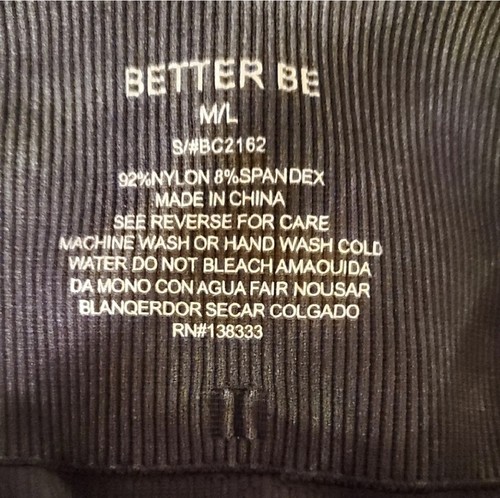 BETTER BE
M/L
S/#BC2162
92%NYLON 8%SPANDEX
MADE IN CHINA
SEE REVERSE FOR CARE
MACHINE WASH OR HAND WASH COLD
WATER DO NOT BLEACH AMAOUIDA
DA MONO CON AGUA FAIR NOUSAR
BLANQERDOR SECAR COLGADO
RN#138333